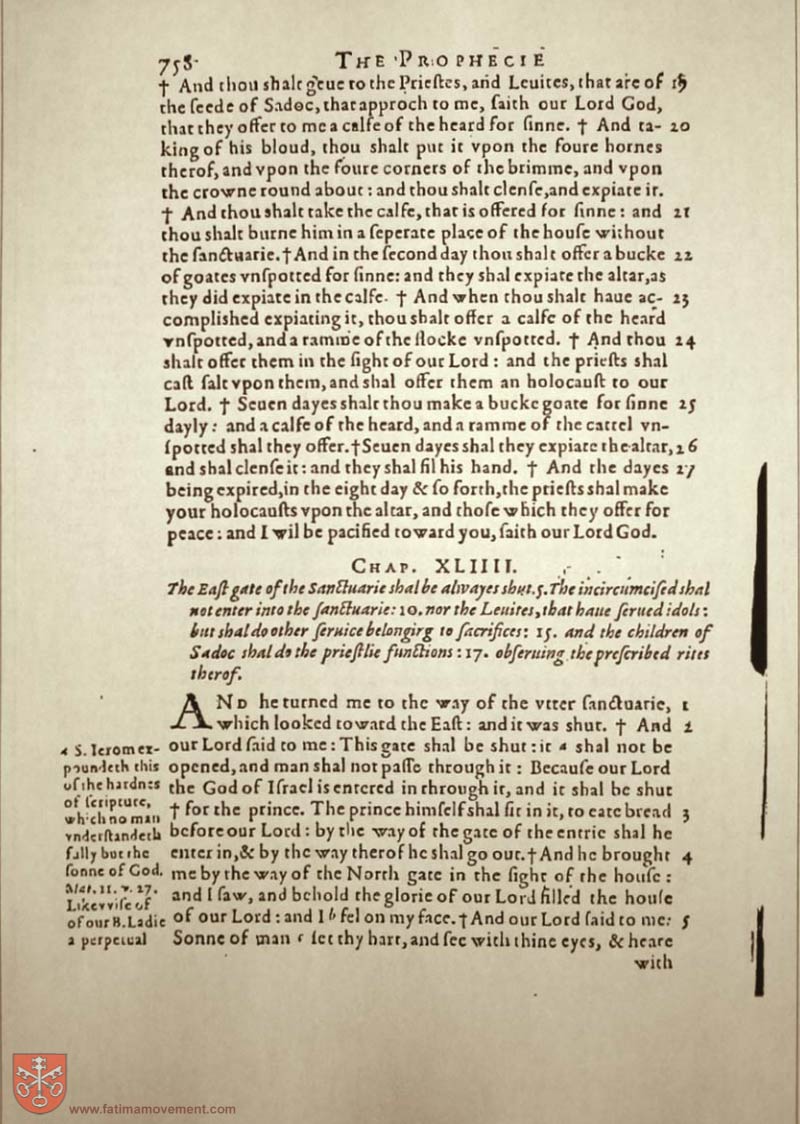 758 THE PROPHECIE
† And thou ſhalt geue to the Prieſtes, and Leuites, that are of 19
the ſeede of Sadoc, that approch to me, ſaith our Lord God,
that they offer to me a calfe of the heard for ſinne. † And ta- 20
king of his bloud, thou ſhalt put it vpon the foure hornes
therof, and vpon the foure corners of the brimme, and vpon
the crowne round about: and thou ſhalt clenſe, and expiate it.
† And thou shalt take the calfe, that is offered for ſinne: and 21
thou ſhalt burne him in a ſeperate place of the houſe without
the ſanctuarie. † And in the ſecond day thou ſhalt offer a bucke 22
of goates vnſpotted for ſinne: and they ſhal expiate the altar, as
they did expiate in the calfe. † And when thou ſhalt haue ac- 23
complished expiating it, thou ſhalt offer a calfe of the heard
vnſpotted, and a ramme of the flocke vnſpotted. † And thou 24
ſhalt offer them in the ſight of our Lord: and the prieſts ſhal
caſt ſalt vpon them, and ſhal offer them an holocauſt to our
Lord. † Seuen dayes ſhalt thou make a bucke goate for ſinne 25
dayly: and a calfe of the heard, and a ramme of the cattel vn-
ſpotted shal they offer. † Seuen dayes ſhal they expiate the altar, 26
and shal clenſe it: and they ſhal fil his hand. † And the dayes 27
being expired, in the eight day & ſo forth, the prieſts shal make
your holocauſts vpon the altar, and thoſe which they offer for
peace: and I wil be pacified toward you, ſaith our Lord God.
CHAP. XLIIII.
The Eaſt gate of the Sanctuarie shal be alwayes shut. 5. The incircumciſed shal
not enter into the ſanctuarie: 10. nor the Leuites, that haue ſerued idols:
but shal do other ſeruice belonging to ſacrifices: 15. and the children of
Sadoc shal do the prieſtlie functions: 17. obſeruing the preſcribed rites
therof.
AND he turned me to the way of the vtter ſanctuarie, 1
which looked toward the Eaſt: and it was shut. † And 2
our Lord ſaid to me: This gate shal be shut: it a shal not be
opened, and man shal not paſſe through it: Becauſe our Lord
the God of Iſrael is entered in through it, and it shal be shut
† for the prince. The prince himſelf shal ſit in it, to eate bread 3
before our Lord: by the way of the gate of the entrie shal he
enter in, & by the way therof he shal go out. † And he brought 4
me by the way of the North gate in the ſight of the houſe:
and I ſaw, and behold the glorie of our Lord filled the houſe
of our Lord: and I b fel on my face. † And our Lord ſaid to me: 5
Sonne of man c ſet thy hart, and ſee with thine eyes, & heare
with
a S. Ierom ex-
poundeth this
of the hardnes
of ſcripture,
which no man
vnderſtandeth
fully but the
ſonne of God.
Mat. 11. v. 27.
Likewiſe of
of our B. Ladie
a perpetual
www.fatimamovement.com